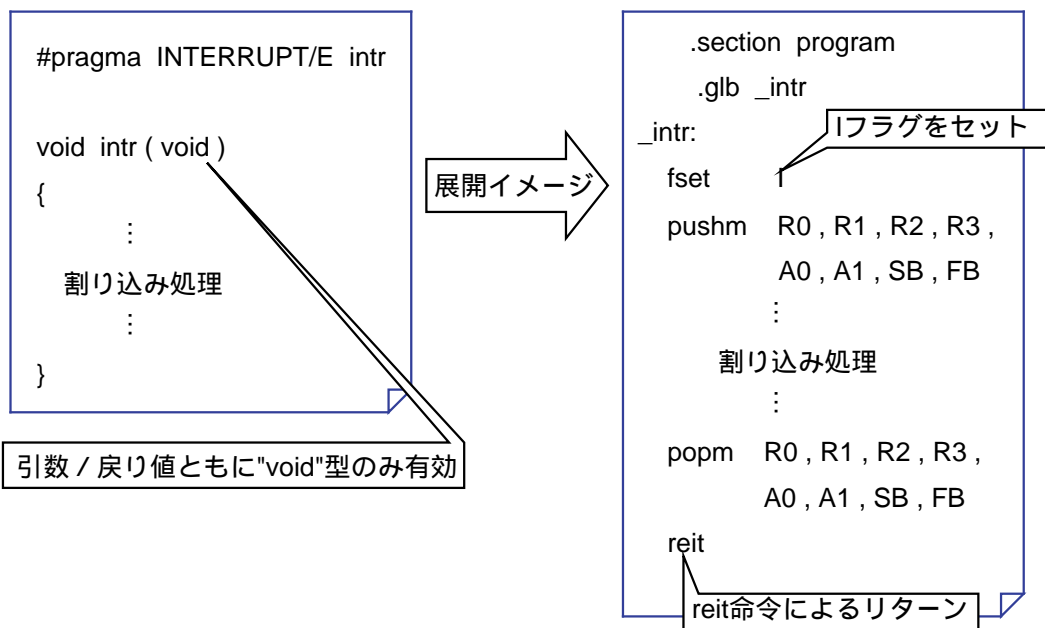 #pragma INTERRUPT/E intr
void intr ( void )
{
⋮
割り込み処理
⋮
}
引数 / 戻り値ともに"void"型のみ有効
展開イメージ
.section program
.glb _intr
_intr:
Iフラグをセット
fset I
pushm R0 , R1 , R2 , R3 ,
A0 , A1 , SB , FB
⋮
割り込み処理
⋮
popm R0 , R1 , R2 , R3 ,
A0 , A1 , SB , FB
reit
reit命令によるリターン